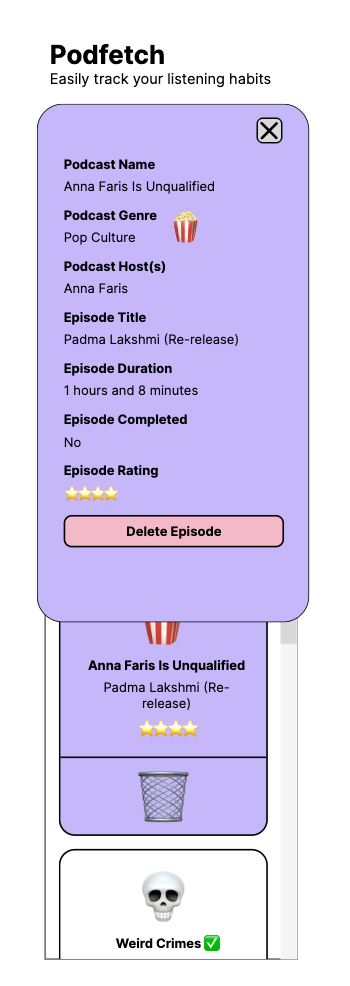 Podfetch
Easily track your listening habits
Podcast Name
Anna Faris Is Unqualified
Podcast Genre
Pop Culture
Podcast Host(s)
Anna Faris
Episode Title
Padma Lakshmi (Re-release)
Episode Duration
1 hours and 8 minutes
Episode Completed
No
Episode Rating
Delete Episode
Anna Faris Is Unqualified
Padma Lakshmi (Re-
release)
Weird Crimes